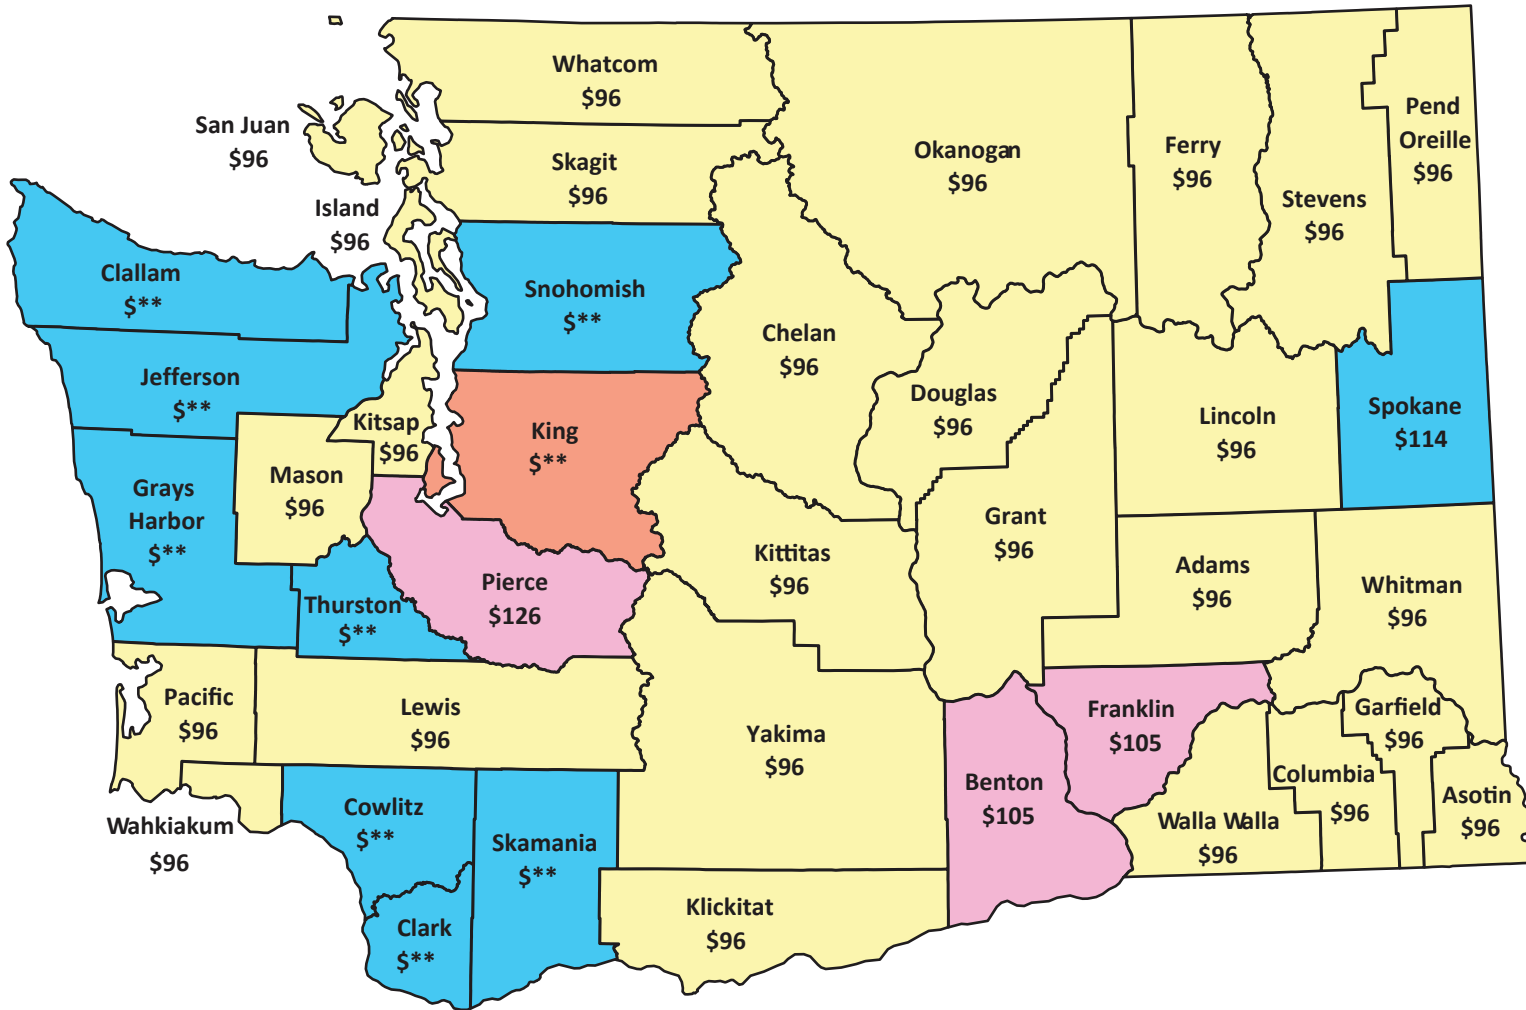 Whatcom
$96
San Juan
$96
Skagit
$96
Island
$96
Okanogan
$96
Ferry
$96
Stevens
$96
Pend
Oreille
$96
Clallam
$**
Snohomish
$**
Jefferson
$**
Chelan
$96
Douglas
$96
Lincoln
$96
Spokane
$114
Kitsap
$96
King
$**
Mason
$96
Grays
Harbor
$**
Grant
$96
Kittitas
$96
Adams
$96
Whitman
$96
Thurston
$**
Pierce
$126
Pacific
$96
Lewis
$96
Yakima
$96
Franklin
$105
Benton
$105
Garfield
$96
Columbia
$96
Asotin
$96
Walla Walla
$96
Wahkiakum
$96
Cowlitz
$**
Skamania
$**
Clark
$**
Klickitat
$96